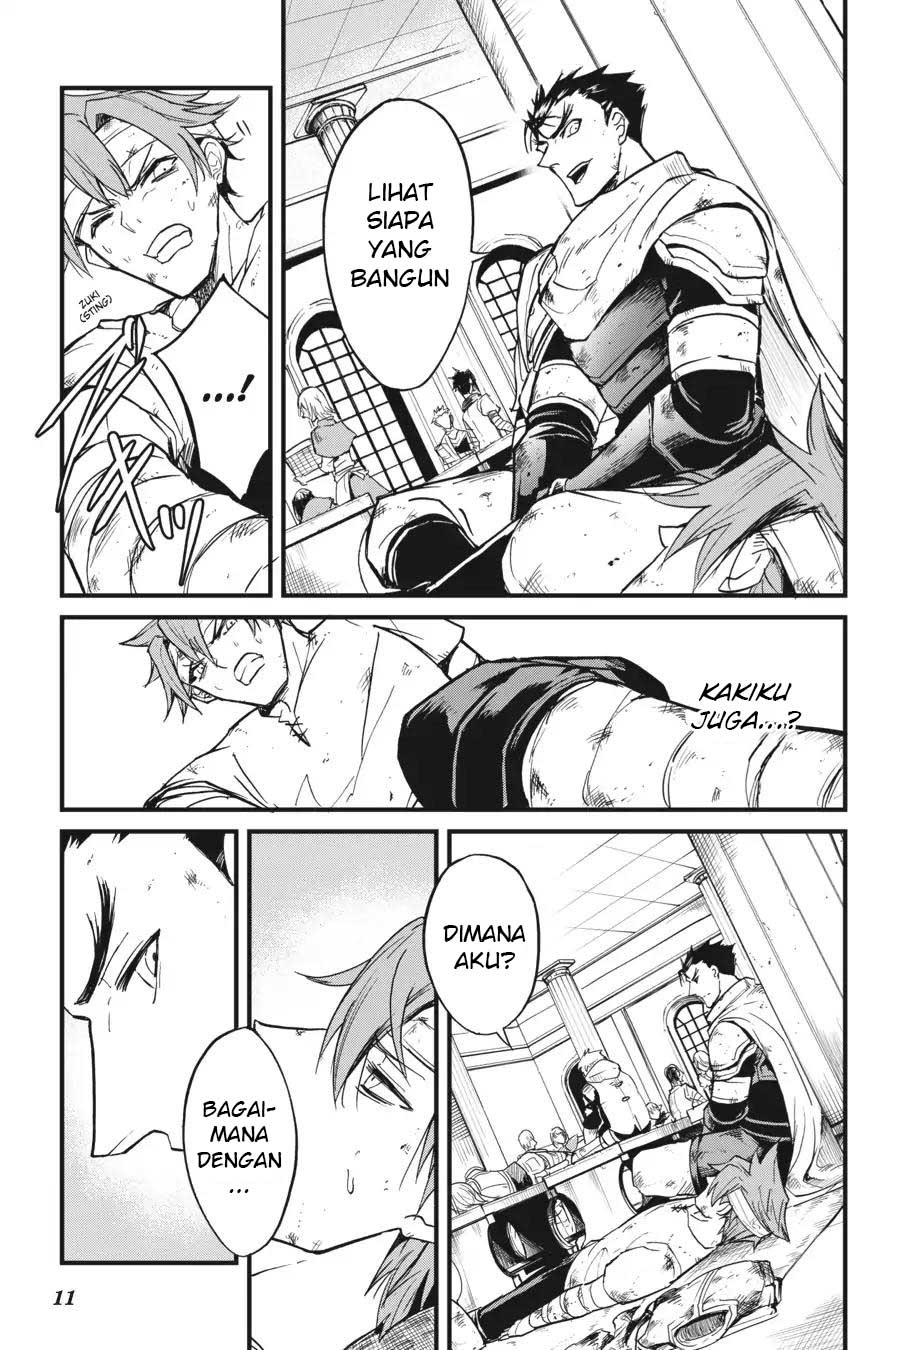 LIHAT
SIAPA
YANG
BANGUN
...!
ZUKI
(STING)
KAKIKU
JUGA....?
DIMANA
AKU?
BAGAI-
MANA
DENGAN
...
11